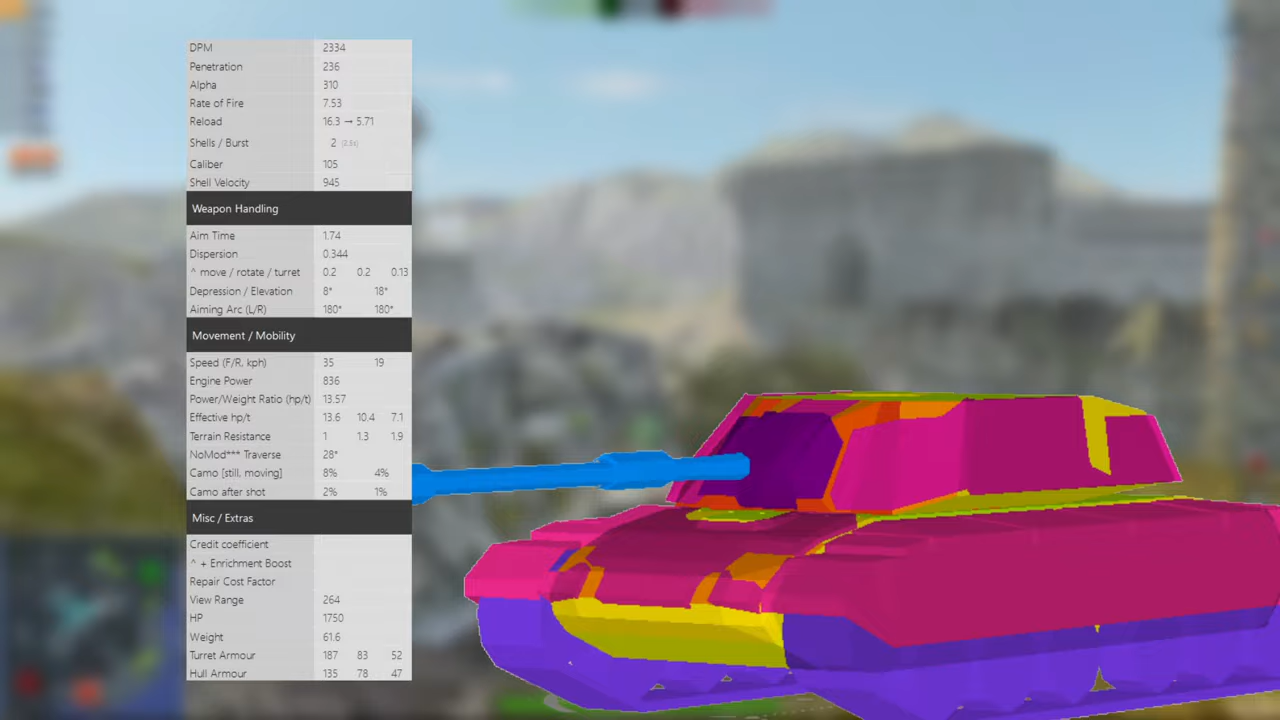 DPM 2334
Penetration 236
Alpha 310
Rate of Fire 7.53
Reload 16.3 → 5.71
Shells / Burst 2 (2.3s)
Caliber 105
Shell Velocity 945
Weapon Handling
Aim Time 1.74
Dispersion 0.344
^ move / rotate / turret 0.2 0.2 0.13
Depression / Elevation 8° 18°
Aiming Arc (L/R) 180° 180°
Movement / Mobility
Speed (F/R, kph) 35 19
Engine Power 836
Power/Weight Ratio (hp/t) 13.57
Effective hp/t 13.6 10.4 7.1
Terrain Resistance 1 1.3 1.9
NoMod*** Traverse 28°
Camo [still, moving] 8% 4%
Camo after shot 2% 1%
Misc / Extras
Credit coefficient
^ + Enrichment Boost
Repair Cost Factor
View Range 264
HP 1750
Weight 61.6
Turret Armour 187 83 52
Hull Armour 135 78 47